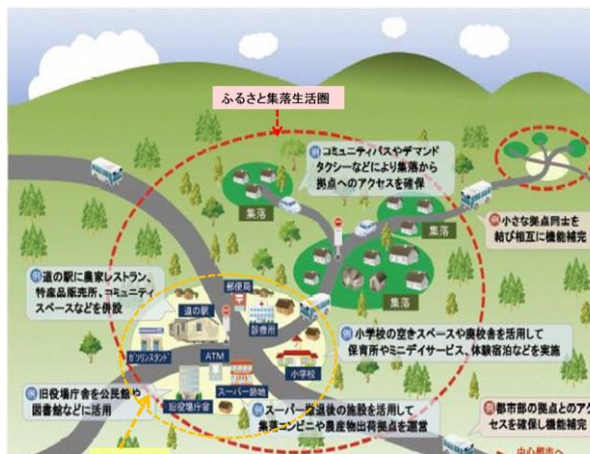 ふるさと集落生活圏
例 コミュニティバスやデマンド
タクシーなどにより集落から
拠点へのアクセスを確保
集落
集落
集落
例 小さな拠点同士を
結び相互に機能補完
例 道の駅に農家レストラン、
特産品販売所、コミュニティ
スペースなどを併設
郵便局
道の駅
診療所
ガソリンスタンド
ATM
小学校
例 小学校の空きスペースや廃校舎を活用して
保育所やミニデイサービス、体験宿泊などを実施
例 旧役場庁舎を公民館や
図書館などに活用
旧役場庁舎
スーパー跡地
例 スーパー撤退後の施設を活用して
集落コンビニや農産物出荷拠点を運営
例 都市部の拠点とのアク
セスを確保し機能補完
中心都市へ